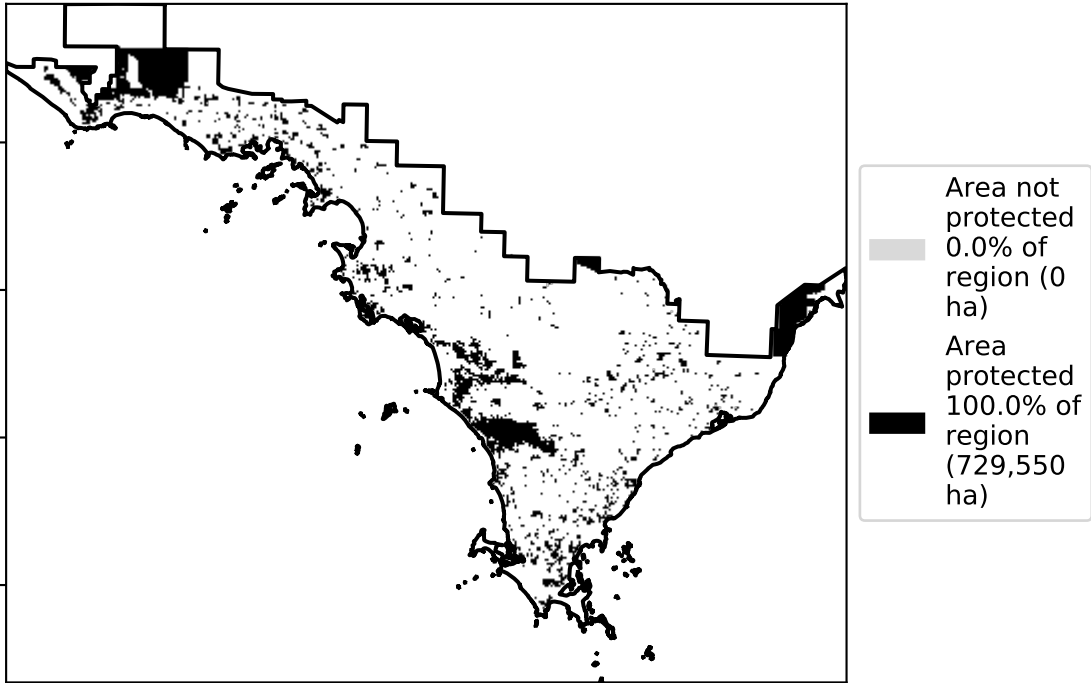 Area not
protected
0.0% of
region (0
ha)
Area
protected
100.0% of
region
(729,550
ha)